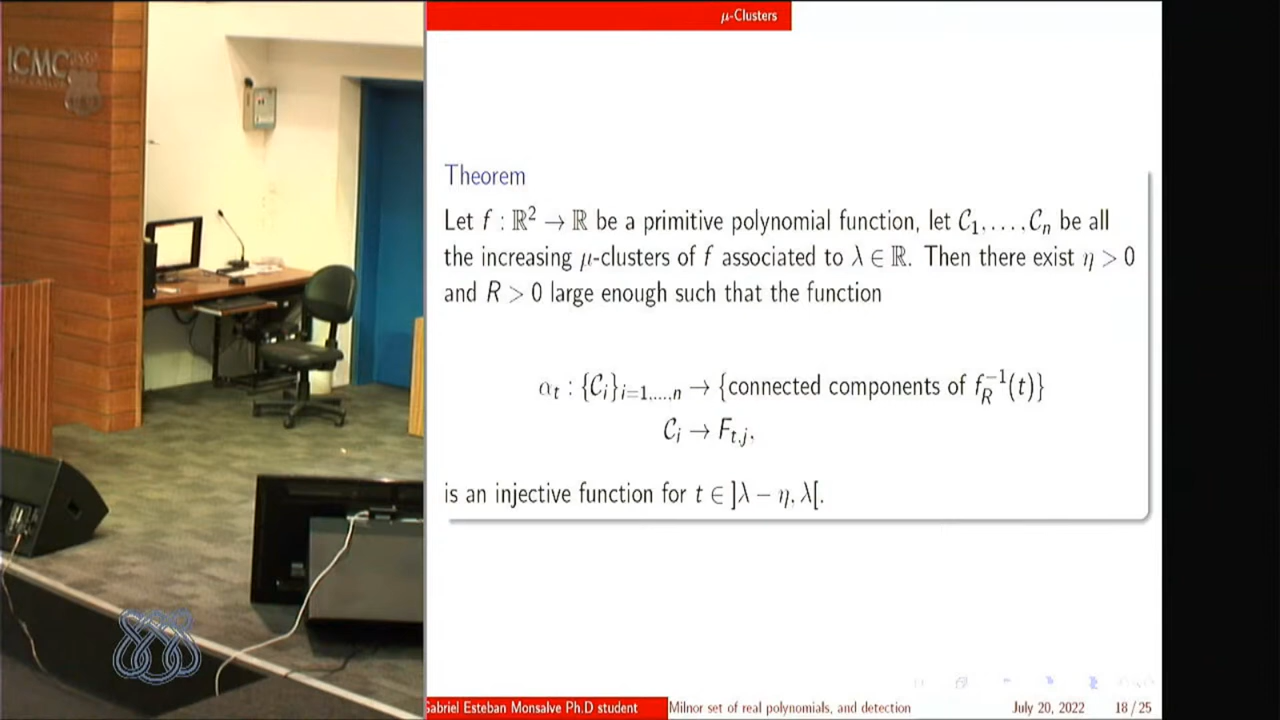 ICMC
μ-Clusters
Theorem
Let f : ℝ² → ℝ be a primitive polynomial function, let 𝒞₁, . . . , 𝒞ₙ be all
the increasing μ-clusters of f associated to λ ∈ ℝ. Then there exist η > 0
and R > 0 large enough such that the function
αₜ : {𝒞ᵢ}ᵢ₌₁,...,ₙ → {connected components of f_R⁻¹(t)}
𝒞ᵢ → F_{t,j},
is an injective function for t ∈ ]λ − η, λ[.
Gabriel Esteban Monsalve Ph.D student
Milnor set of real polynomials, and detection
July 20, 2022
18 / 25